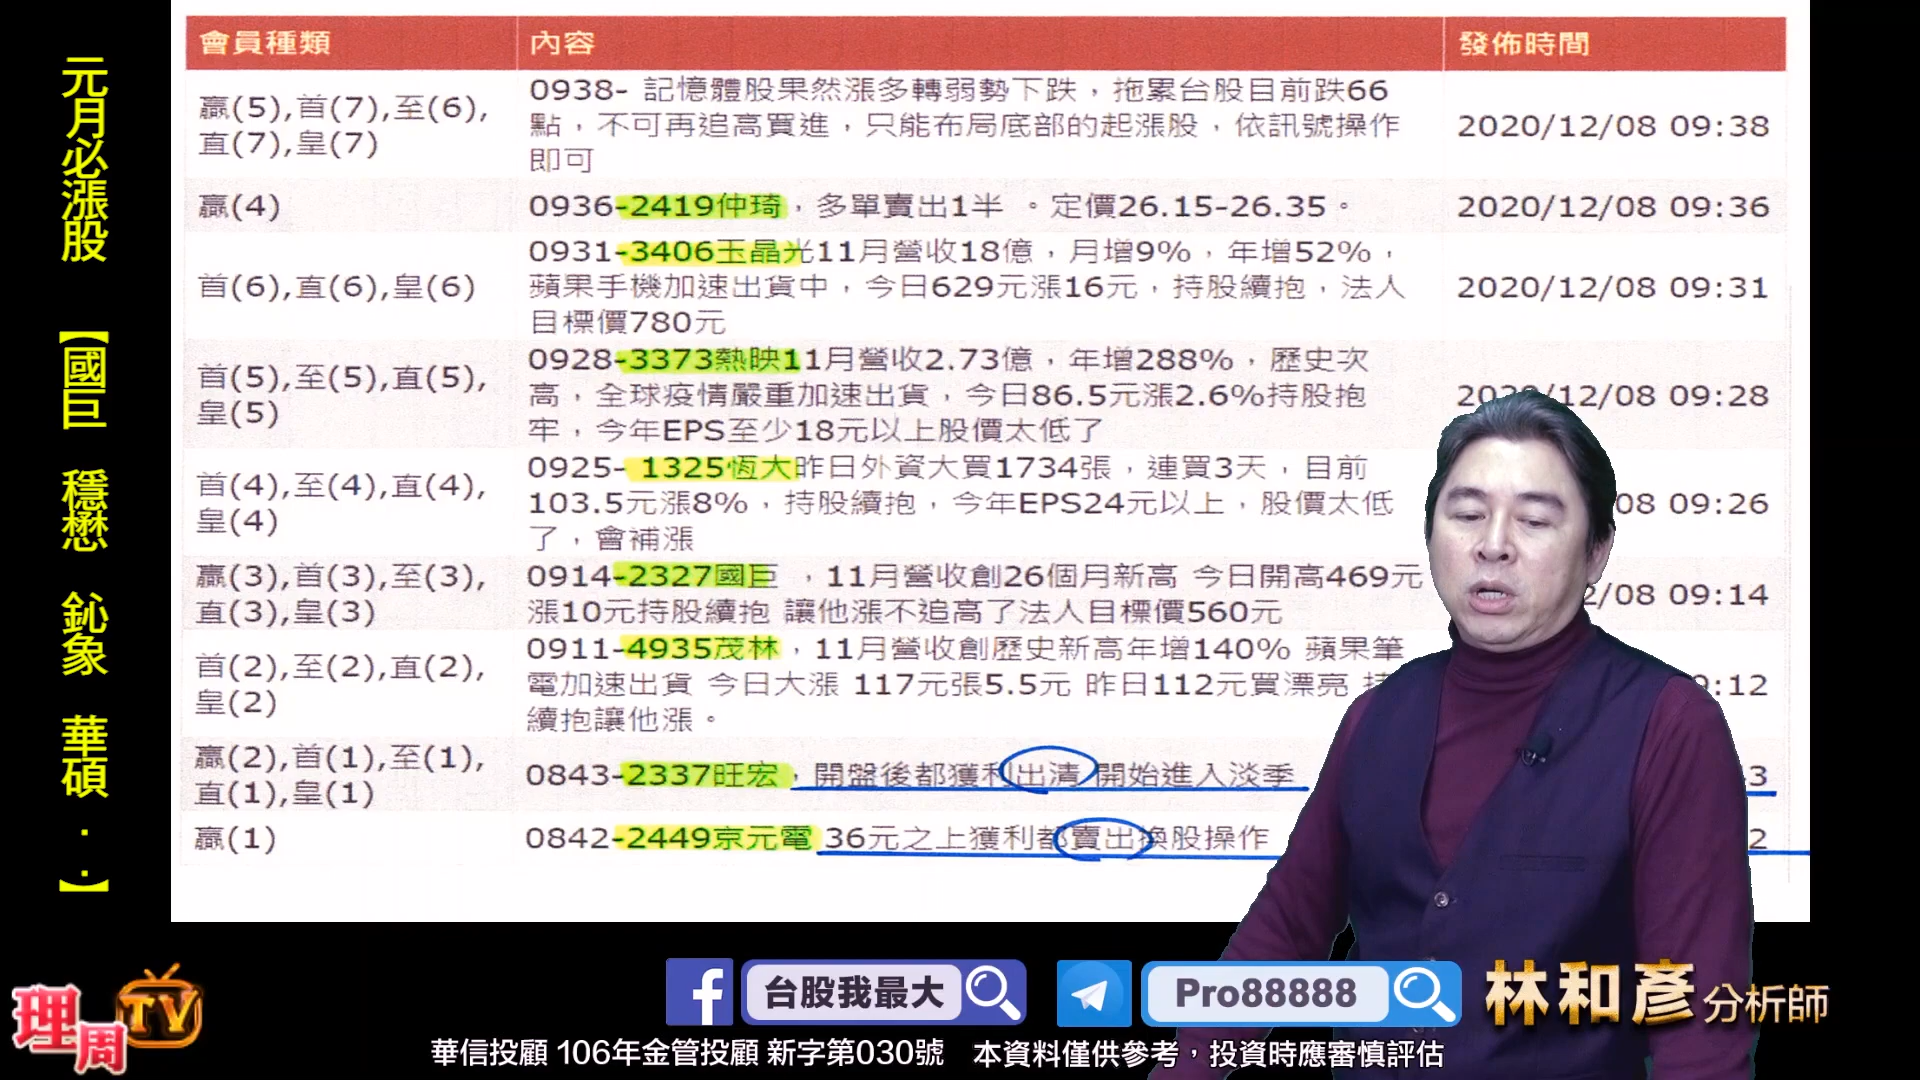 元月必漲股【國巨 穩懋 鈊象 華碩..】
會員種類 內容 發佈時間
贏(5),首(7),至(6),
直(7),皇(7)
0938- 記憶體股果然漲多轉弱勢下跌，拖累台股目前跌66
點，不可再追高買進，只能布局底部的起漲股，依訊號操作
即可
2020/12/08 09:38
贏(4)
0936-2419仲琦，多單賣出1半 。定價26.15-26.35。
2020/12/08 09:36
首(6),直(6),皇(6)
0931-3406玉晶光11月營收18億，月增9%，年增52%，
蘋果手機加速出貨中，今日629元漲16元，持股續抱，法人
目標價780元
2020/12/08 09:31
首(5),至(5),直(5),
皇(5)
0928-3373熱映11月營收2.73億，年增288%，歷史次
高，全球疫情嚴重加速出貨，今日86.5元漲2.6%持股抱
牢，今年EPS至少18元以上股價太低了
2020/12/08 09:28
首(4),至(4),直(4),
皇(4)
0925- 1325恆大昨日外資大買1734張，連買3天，目前
103.5元漲8%，持股續抱，今年EPS24元以上，股價太低
了，會補漲
08 09:26
贏(3),首(3),至(3),
直(3),皇(3)
0914-2327國巨 ，11月營收創26個月新高 今日開高469元
漲10元持股續抱 讓他漲不追高了法人目標價560元
2/08 09:14
首(2),至(2),直(2),
皇(2)
0911-4935茂林，11月營收創歷史新高年增140% 蘋果筆
電加速出貨 今日大漲 117元張5.5元 昨日112元買漂亮
續抱讓他漲。
9:12
贏(2),首(1),至(1),
直(1),皇(1)
0843-2337旺宏，開盤後都獲利出清 開始進入淡季
3
贏(1)
0842-2449京元電 36元之上獲利都賣出換股操作
2
理周TV
台股我最大
Pro88888
林和彥分析師
華信投顧 106年金管投顧 新字第030號 本資料僅供參考，投資時應審慎評估